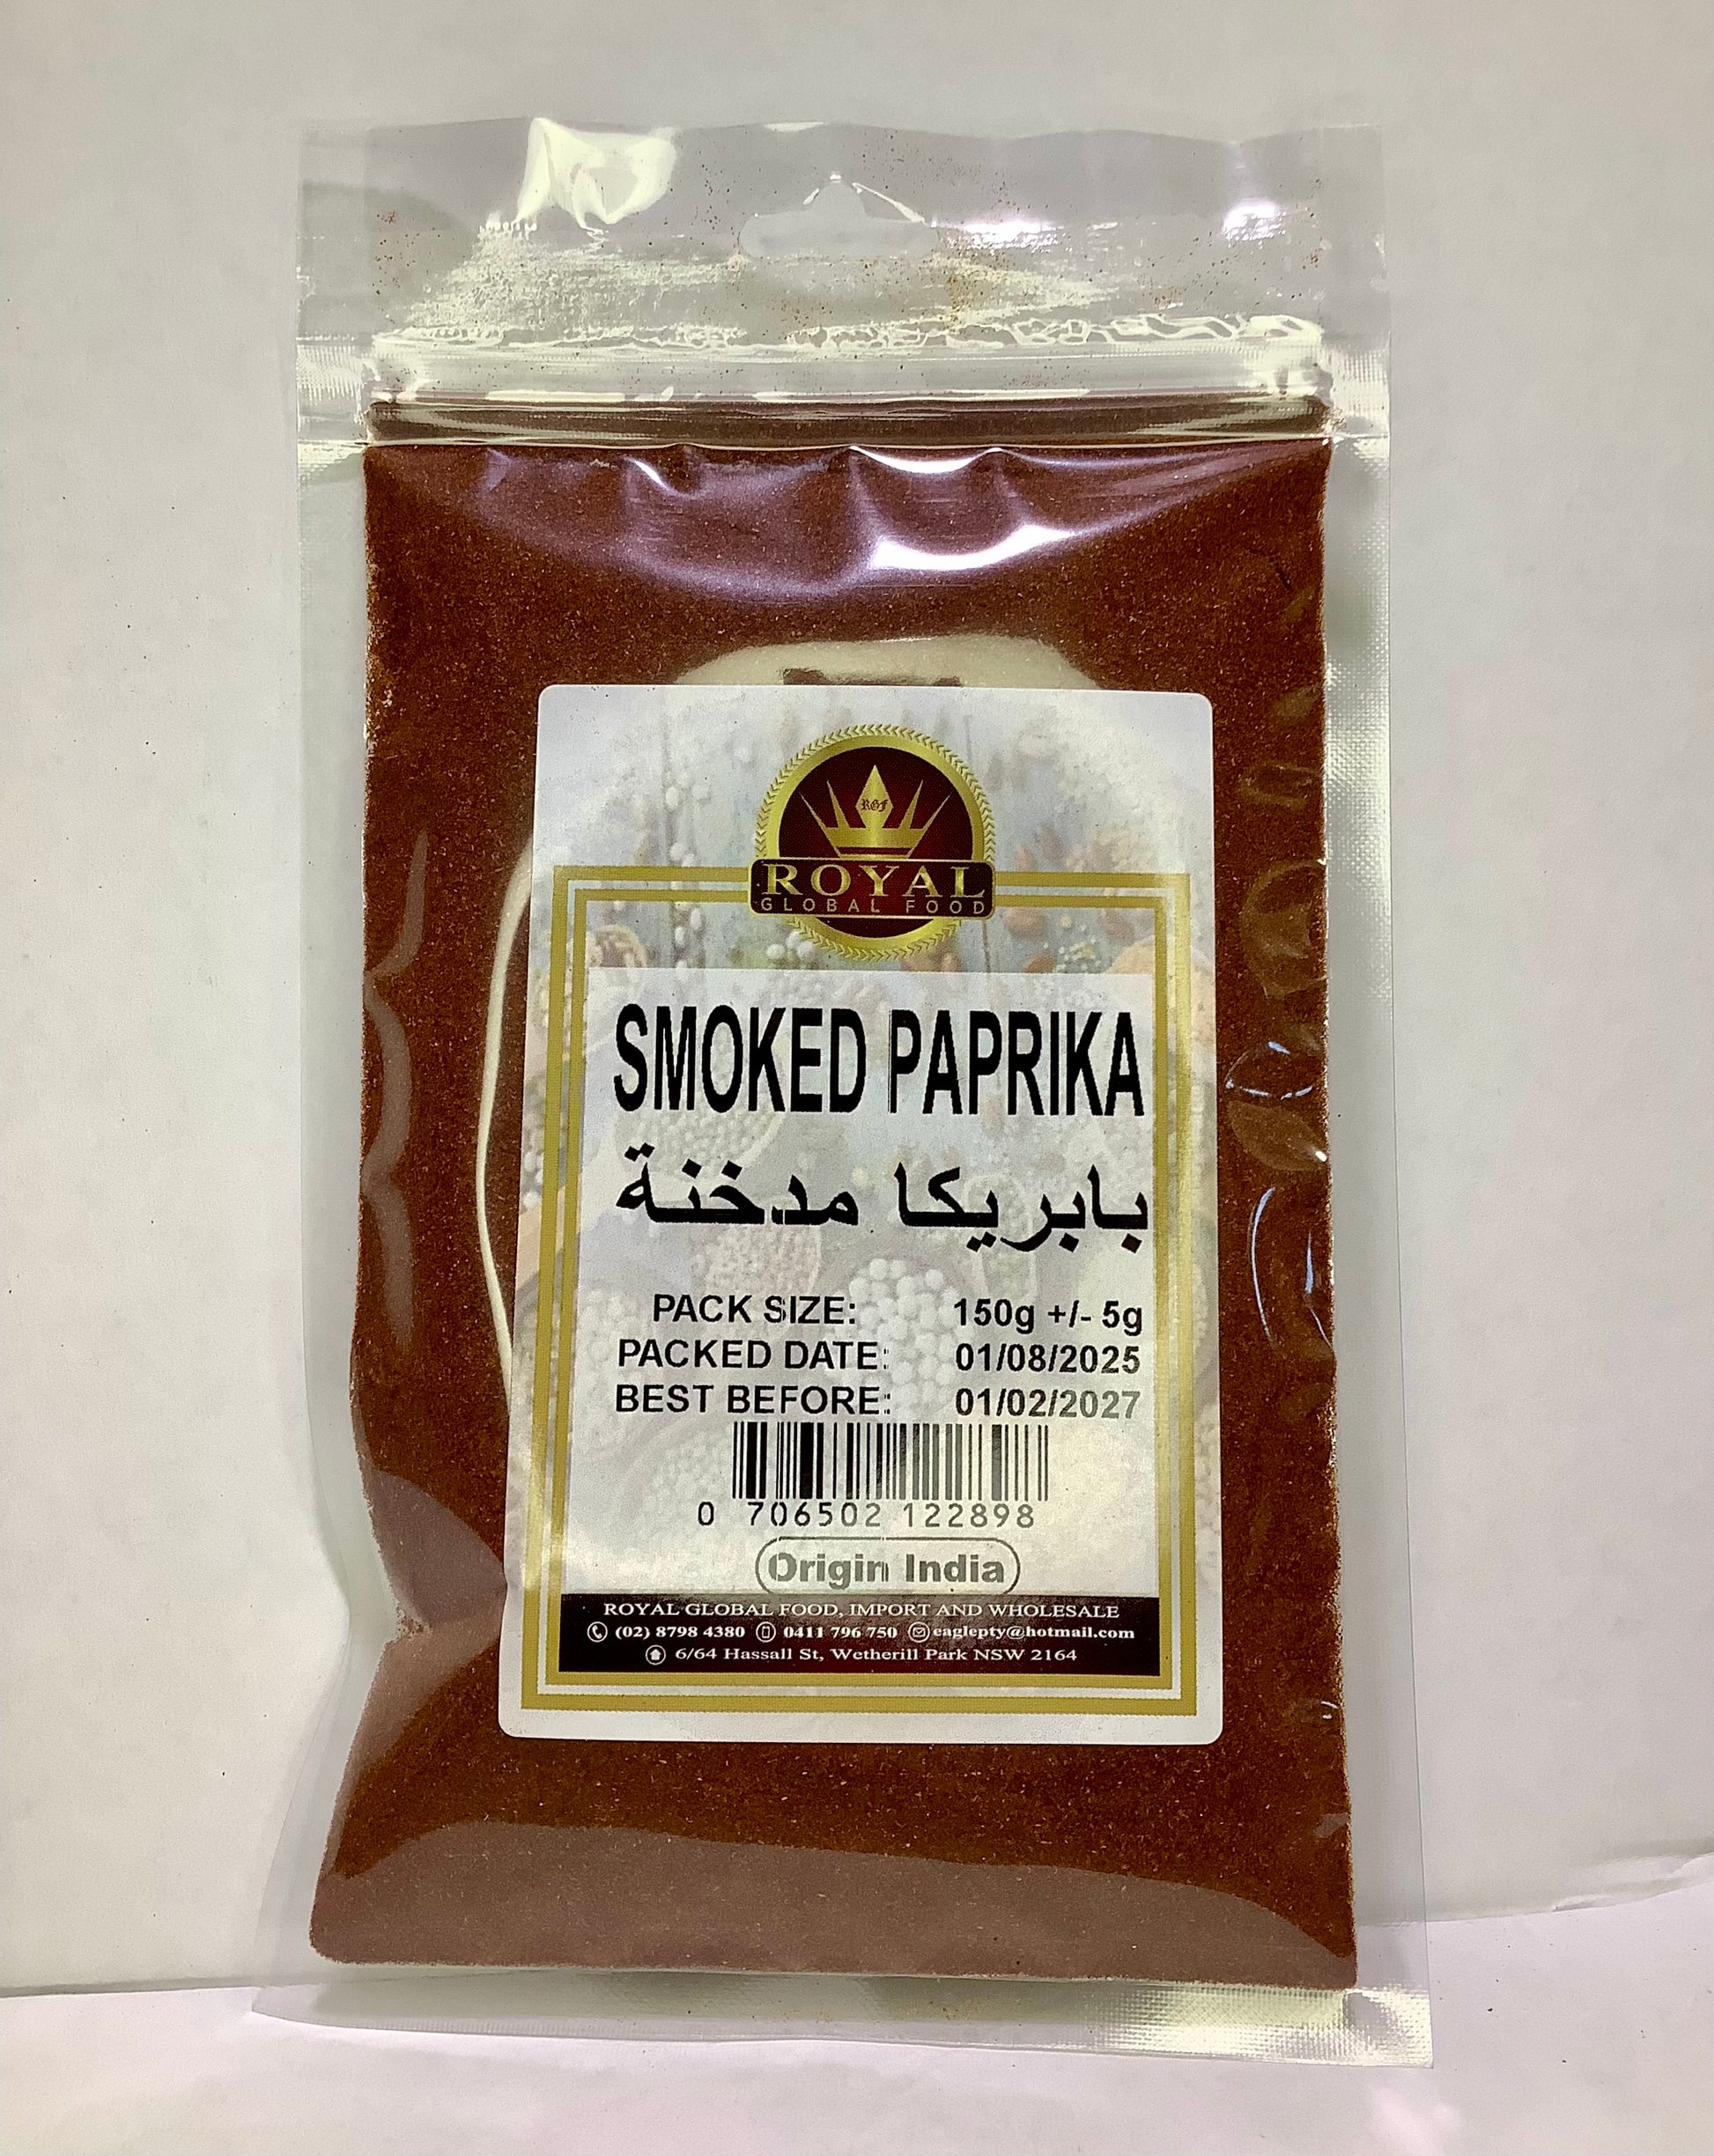 RGF
ROYAL
GLOBAL FOOD
SMOKED PAPRIKA
بابريكا مدخنة
PACK SIZE: 150g +/- 5g
PACKED DATE: 01/08/2025
BEST BEFORE: 01/02/2027
0 706502 122898
Origin India
ROYAL GLOBAL FOOD, IMPORT AND WHOLESALE
(02) 8798 4380 0411 796 750 eaglepty@hotmail.com
6/64 Hassall St, Wetherill Park NSW 2164